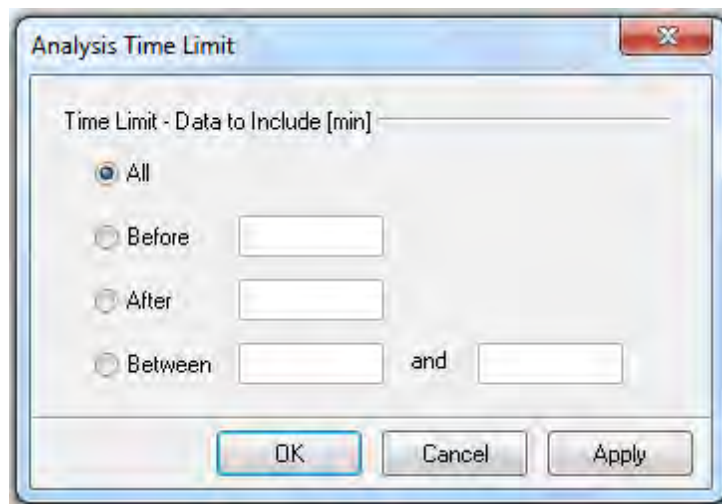 Analysis Time Limit
Time Limit - Data to Include [min]
All
Before
After
Between and
OK Cancel Apply